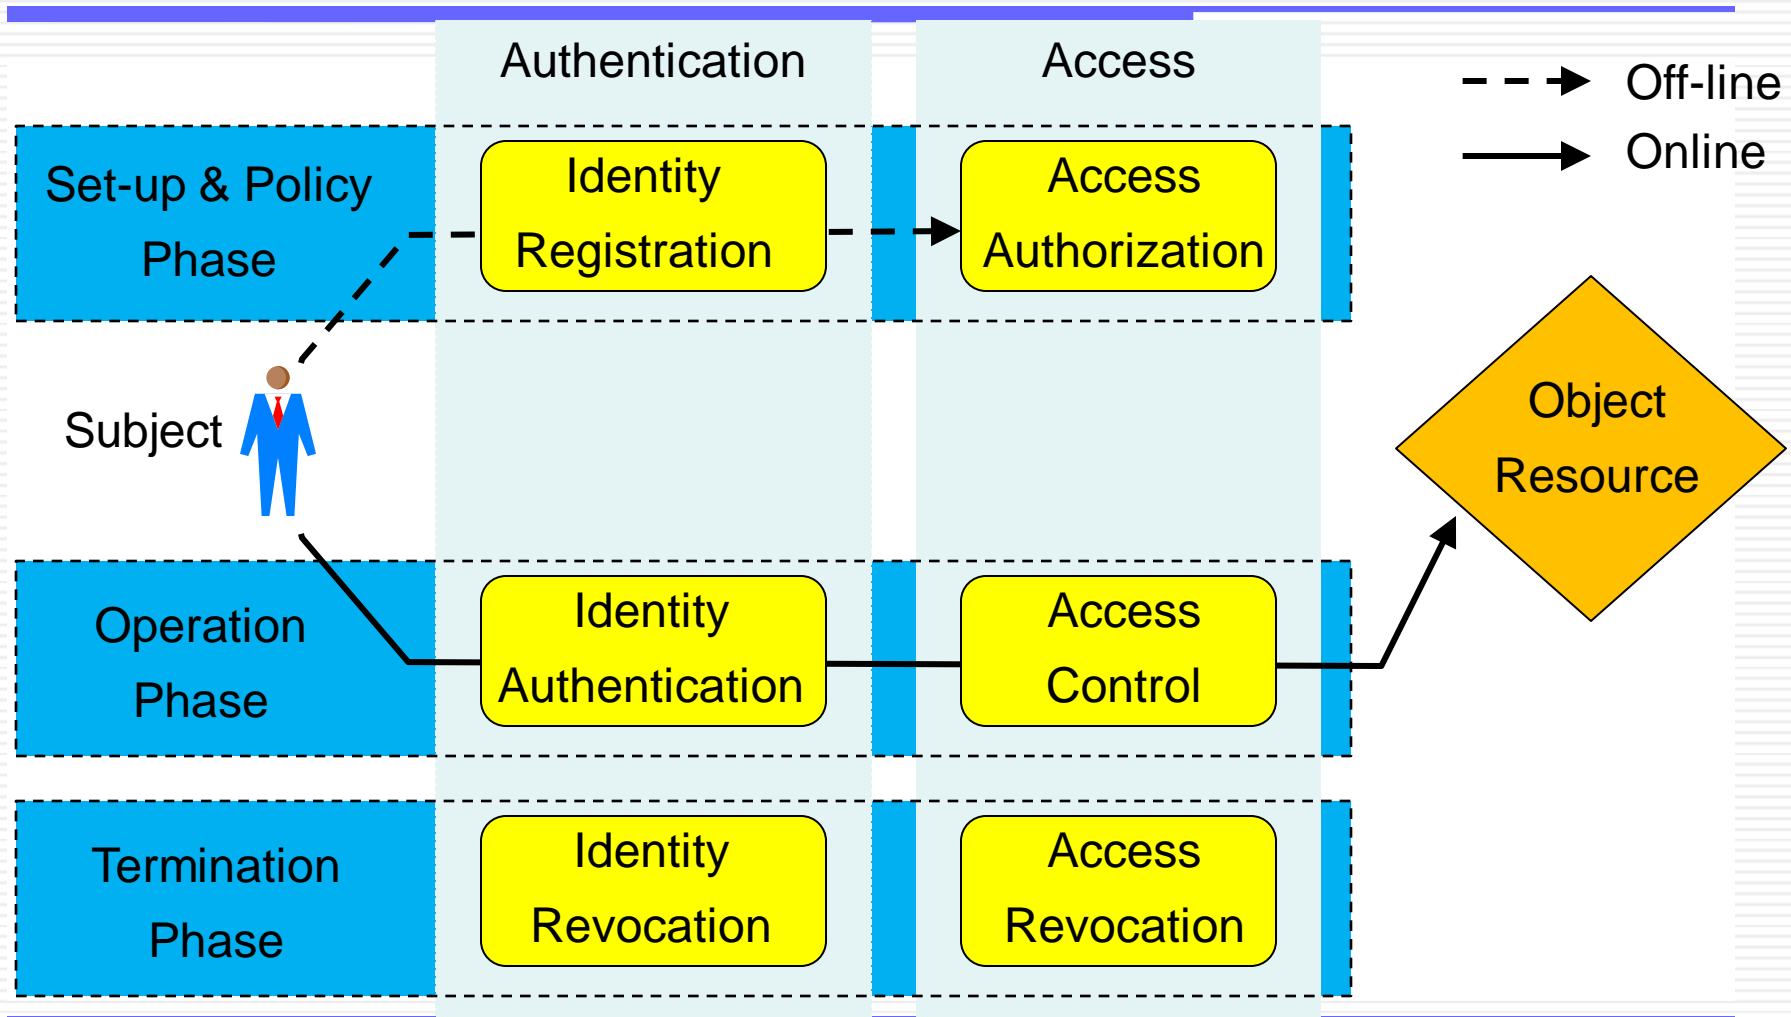 Authentication
Access
Off-line
Online
Set-up & Policy
Phase
Identity
Registration
Access
Authorization
Subject
Object
Resource
Operation
Phase
Identity
Authentication
Access
Control
Termination
Phase
Identity
Revocation
Access
Revocation